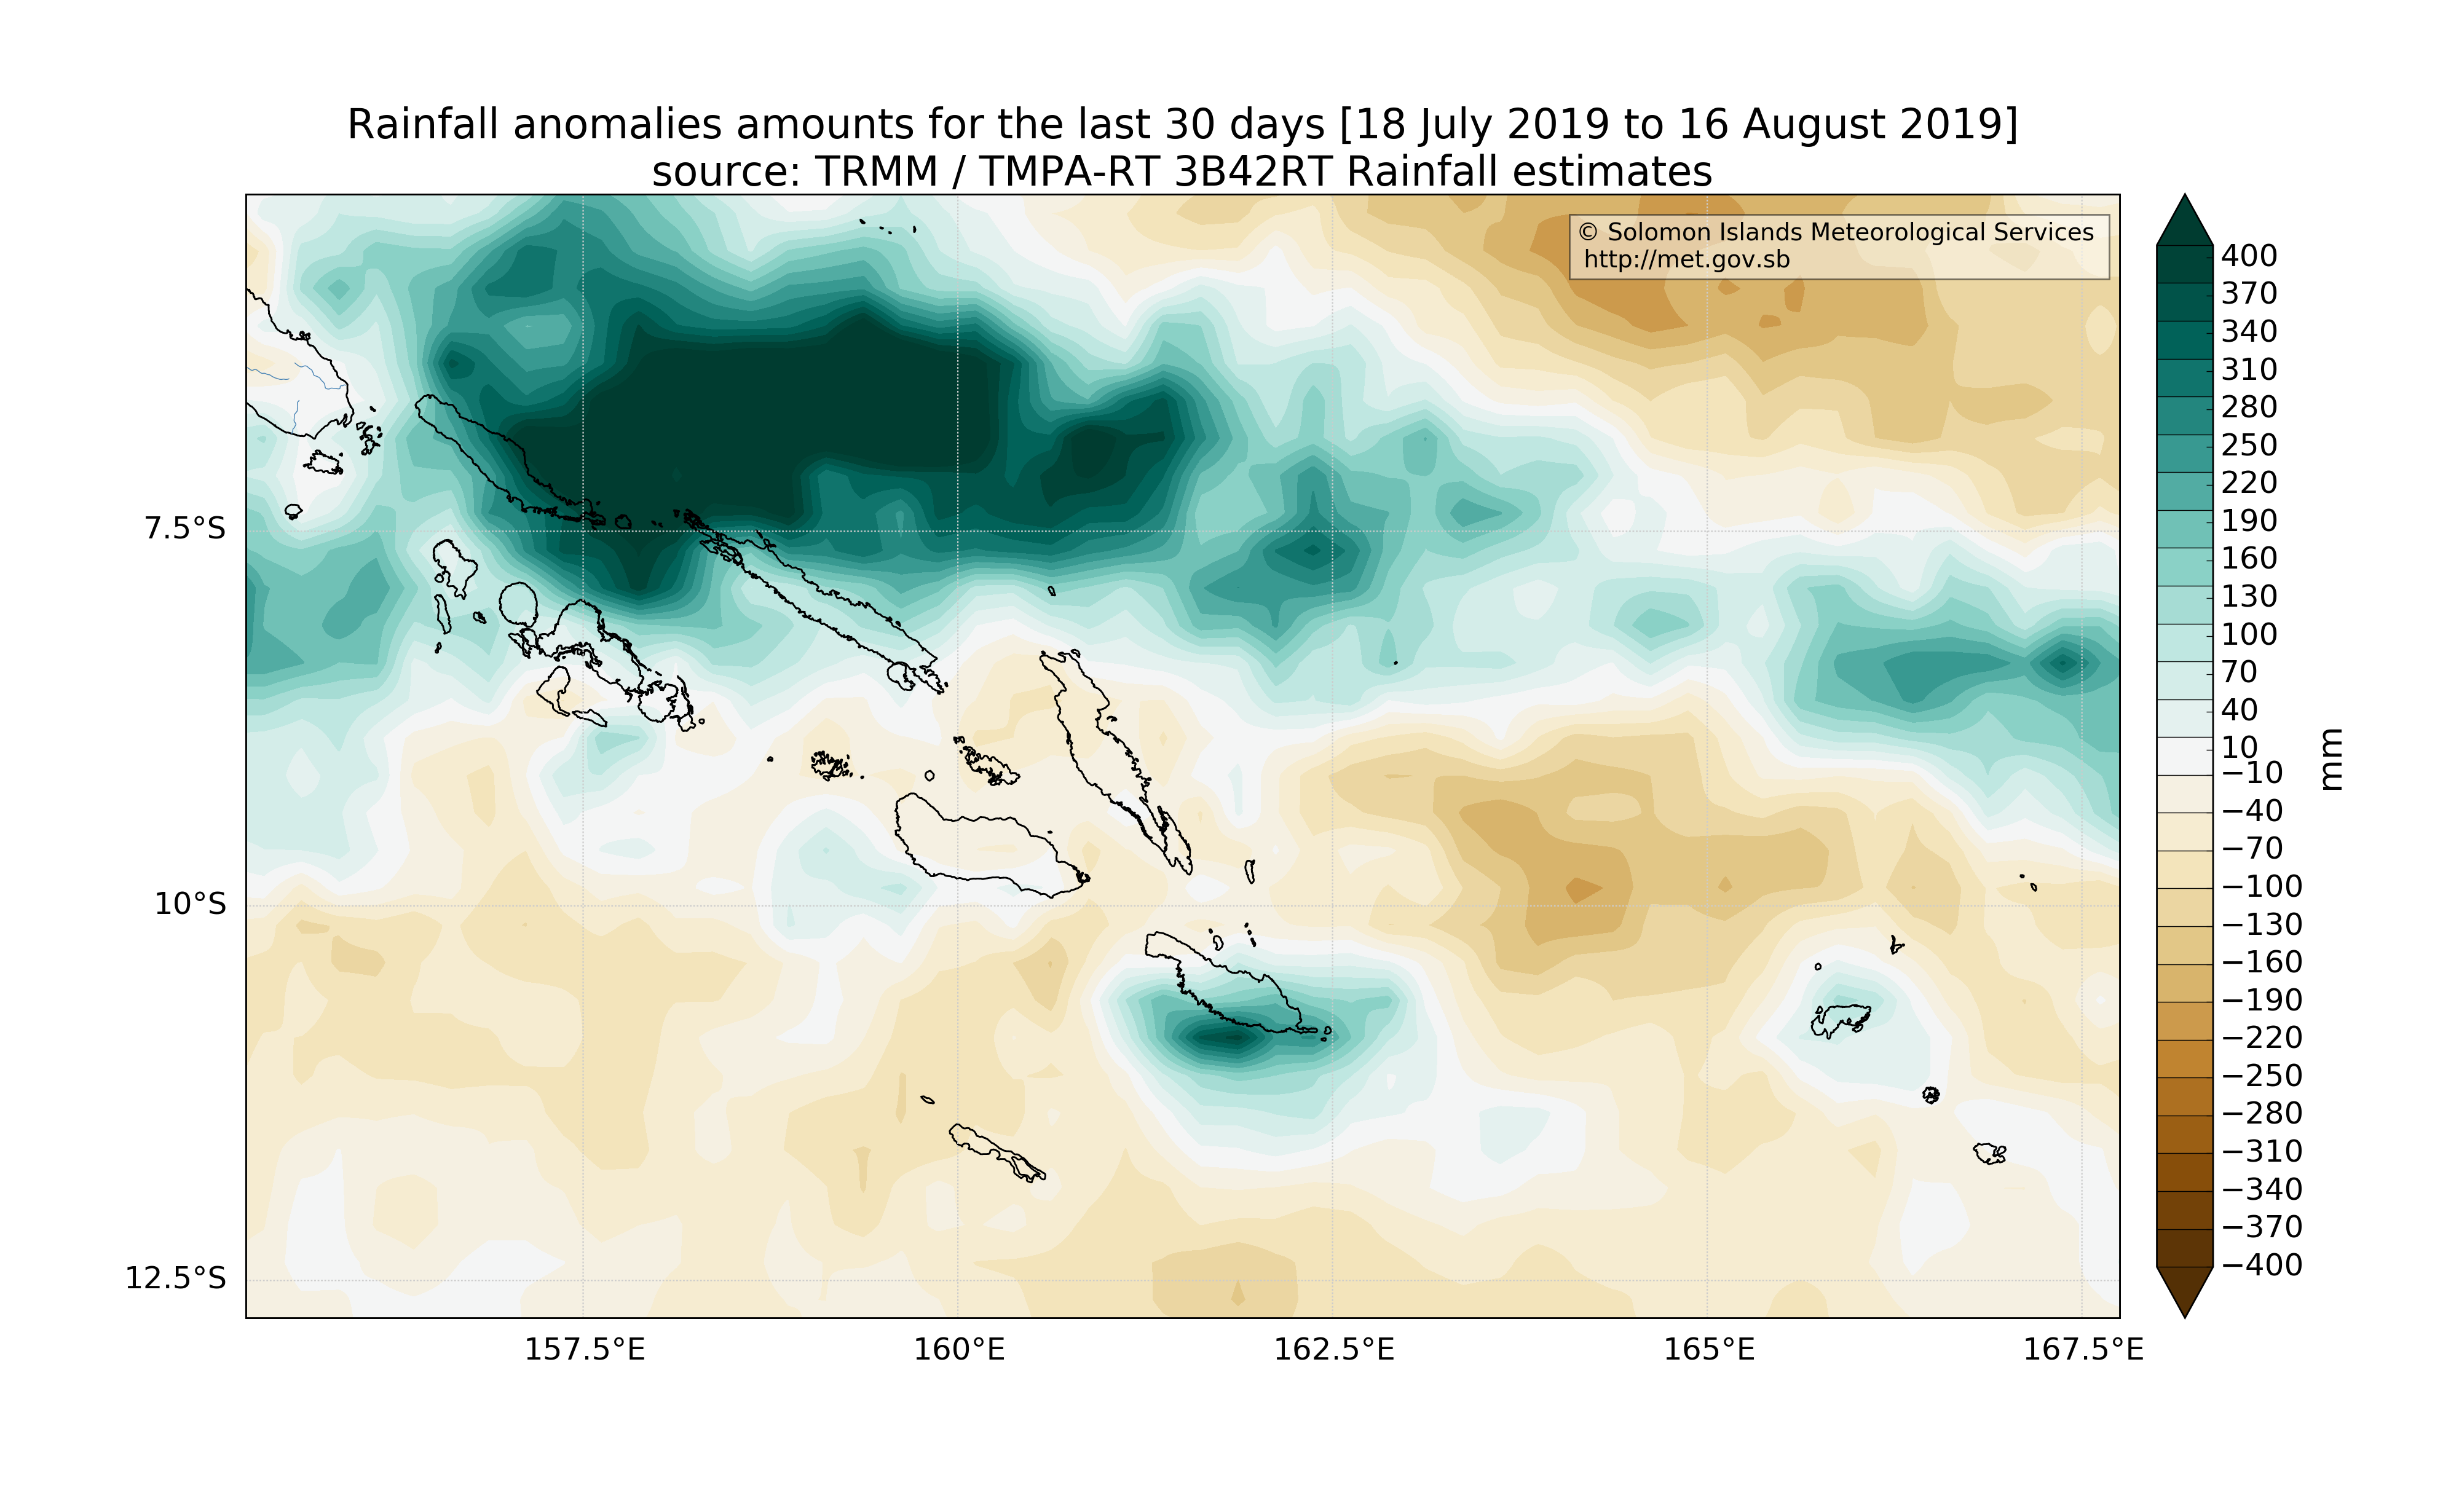 Rainfall anomalies amounts for the last 30 days [18 July 2019 to 16 August 2019]
source: TRMM / TMPA-RT 3B42RT Rainfall estimates
© Solomon Islands Meteorological Services
http://met.gov.sb
7.5°S
10°S
12.5°S
157.5°E
160°E
162.5°E
165°E
167.5°E
400
370
340
310
280
250
220
190
160
130
100
70
40
10
−10
−40
−70
−100
−130
−160
−190
−220
−250
−280
−310
−340
−370
−400
mm